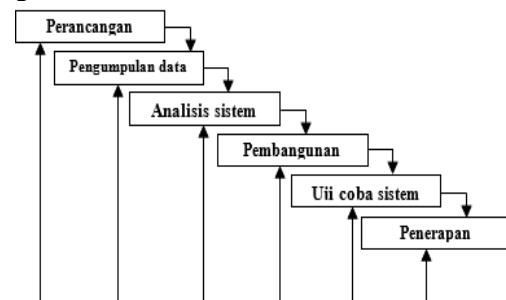 Perancangan
Pengumpulan data
Analisis sistem
Pembangunan
Uii coba sistem
Penerapan